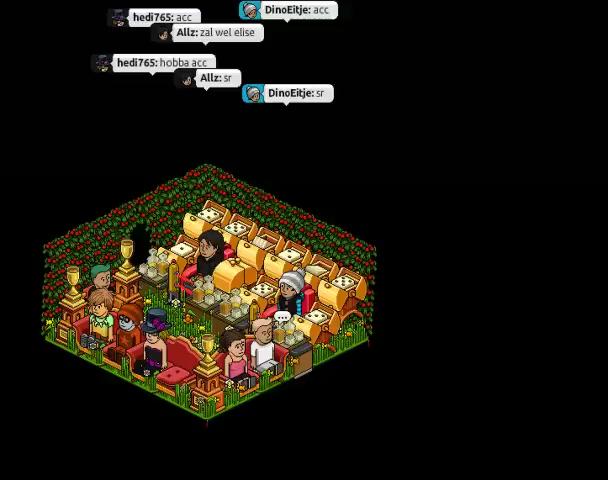 DinoEitje: acc
hedi765: acc
Allz: zal wel elise
hedi765: hobba acc
Allz: sr
DinoEitje: sr
...